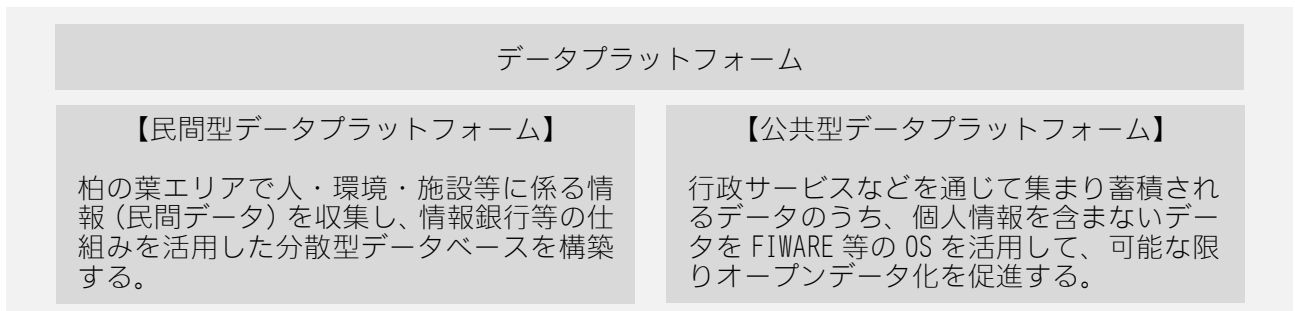 データプラットフォーム
【民間型データプラットフォーム】
柏の葉エリアで人・環境・施設等に係る情
報（民間データ）を収集し、情報銀行等の仕
組みを活用した分散型データベースを構築
する。
【公共型データプラットフォーム】
行政サービスなどを通じて集まり蓄積され
るデータのうち、個人情報を含まないデー
タを FIWARE 等の OS を活用して、可能な限
りオープンデータ化を促進する。